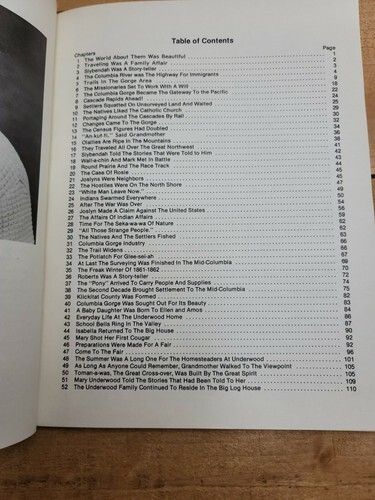 Table of Contents
Chapters Page
1 The World About Them Was Beautiful 1
2 Traveling Was A Family Affair 2
3 Slybendah Was A Story-teller 3
4 The Columbia River was The Highway For Immigrants 4
5 Trails In The Gorge Area 9
6 The Missionaries Set To Work With A Will 18
7 The Columbia Gorge Became The Gateway To the Pacific 22
8 Cascade Rapids Ahead! 24
9 Settlers Squatted On Unsurveyed Land And Waited 25
10 The Natives Liked The Catholic Church 29
11 Portaging Around The Cascades By Rail 30
12 Changes Came To The Gorge 32
13 The Census Figures Had Doubled 34
14 "An-kut-ti," Said Grandmother 36
15 Olallies Are Ripe In The Mountains 38
16 They Traveled All Over The Great Northwest 41
17 Slybendah Told The Stories That Were Told to Him 42
18 Wall-a-chin And Mark Met In Battle 43
19 Round Prairie And The Race Track 44
20 The Case Of Rosie 45
21 Joslyns Were Neighbors 45
22 The Hostiles Were On The North Shore 47
23 "White Man Leave Now." 49
24 Indians Swarmed Everywhere 50
25 After The War Was Over 54
26 Joslyn Made A Claim Against The United States 56
27 The Affairs Of Indian Affairs 59
28 Time For The Seka-wa-wa Of Nature 62
29 "All Those Strange People." 62
30 The Natives And The Settlers Fished 63
31 Columbia Gorge Industry 66
32 The Trail Widens 66
33 The Potlatch For Glee-sel-ah 67
34 At Last The Surveying Was Finished In The Mid-Columbia 69
35 The Freak Winter Of 1861-1862 70
36 Roberts Was A Story-teller 72
37 The "Pony" Arrived To Carry People And Supplies 74
38 The Second Decade Brought Settlement To The Mid-Columbia 75
39 Klickitat County Was Formed 82
40 Columbia Gorge Was Sought Out For Its Beauty 83
41 A Baby Daughter Was Born To Ellen and Amos 84
42 Everyday Life At The Underwood Home 86
43 School Bells Ring In The Valley 87
44 Isabella Returned To The Big House 90
45 Mary Shot Her First Cougar 92
46 Preparations Were Made For A Fair 92
47 Come To The Fair 96
48 The Summer Was A Long One For The Homesteaders At Underwood 101
49 As Long As Anyone Could Remember, Grandmother Walked To The Viewpoint 105
50 Toman-a-was, The Great Cross-over, Was Built By The Great Spirit 105
51 Mary Underwood Told The Stories That Had Been Told to Her 109
52 The Underwood Family Continued To Reside In The Big Log House 110